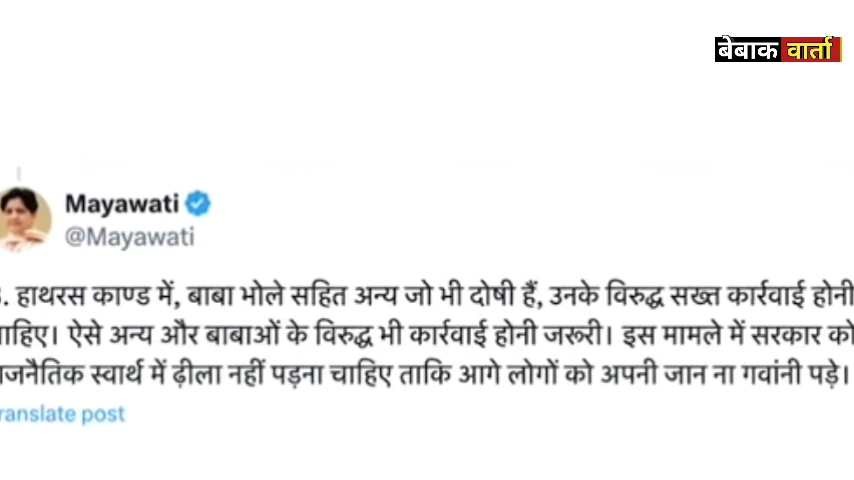 बेबाक वार्ता
Mayawati
@Mayawati
. हाथरस काण्ड में, बाबा भोले सहित अन्य जो भी दोषी हैं, उनके विरुद्ध सख्त कार्रवाई होनी
ाहिए। ऐसे अन्य और बाबाओं के विरुद्ध भी कार्रवाई होनी जरूरी। इस मामले में सरकार को
ाजनैतिक स्वार्थ में ढ़ीला नहीं पड़ना चाहिए ताकि आगे लोगों को अपनी जान ना गवांनी पड़े।
ranslate post